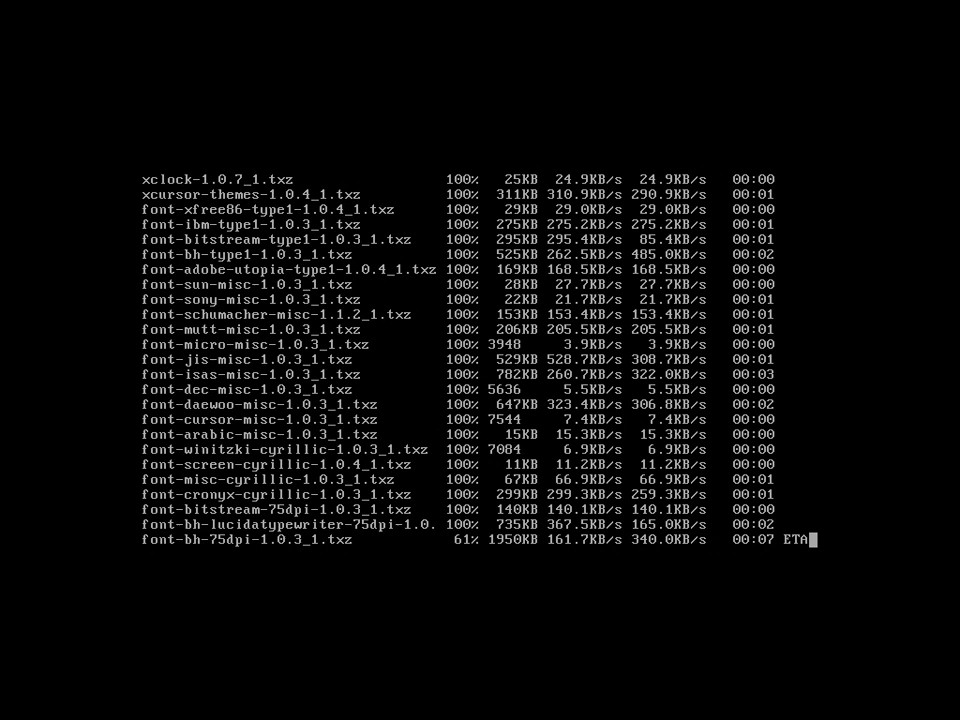 xclock-1.0.7_1.txz 100% 25KB 24.9KB/s 24.9KB/s 00:00
xcursor-themes-1.0.4_1.txz 100% 311KB 310.9KB/s 290.9KB/s 00:01
font-xfree86-type1-1.0.4_1.txz 100% 29KB 29.0KB/s 29.0KB/s 00:00
font-ibm-type1-1.0.3_1.txz 100% 275KB 275.2KB/s 275.2KB/s 00:01
font-bitstream-type1-1.0.3_1.txz 100% 295KB 295.4KB/s 85.4KB/s 00:01
font-bh-type1-1.0.3_1.txz 100% 525KB 262.5KB/s 485.0KB/s 00:02
font-adobe-utopia-type1-1.0.4_1.txz 100% 169KB 168.5KB/s 168.5KB/s 00:00
font-sun-misc-1.0.3_1.txz 100% 28KB 27.7KB/s 27.7KB/s 00:00
font-sony-misc-1.0.3_1.txz 100% 22KB 21.7KB/s 21.7KB/s 00:01
font-schumacher-misc-1.1.2_1.txz 100% 153KB 153.4KB/s 153.4KB/s 00:01
font-mutt-misc-1.0.3_1.txz 100% 206KB 205.5KB/s 205.5KB/s 00:01
font-micro-misc-1.0.3_1.txz 100% 3948 3.9KB/s 3.9KB/s 00:00
font-jis-misc-1.0.3_1.txz 100% 529KB 528.7KB/s 308.7KB/s 00:01
font-isas-misc-1.0.3_1.txz 100% 782KB 260.7KB/s 322.0KB/s 00:03
font-dec-misc-1.0.3_1.txz 100% 5636 5.5KB/s 5.5KB/s 00:00
font-daewoo-misc-1.0.3_1.txz 100% 647KB 323.4KB/s 306.8KB/s 00:02
font-cursor-misc-1.0.3_1.txz 100% 7544 7.4KB/s 7.4KB/s 00:00
font-arabic-misc-1.0.3_1.txz 100% 15KB 15.3KB/s 15.3KB/s 00:00
font-winitzki-cyrillic-1.0.3_1.txz 100% 7084 6.9KB/s 6.9KB/s 00:00
font-screen-cyrillic-1.0.4_1.txz 100% 11KB 11.2KB/s 11.2KB/s 00:00
font-misc-cyrillic-1.0.3_1.txz 100% 67KB 66.9KB/s 66.9KB/s 00:01
font-cronyx-cyrillic-1.0.3_1.txz 100% 299KB 299.3KB/s 259.3KB/s 00:01
font-bitstream-75dpi-1.0.3_1.txz 100% 140KB 140.1KB/s 140.1KB/s 00:00
font-bh-lucidatypewriter-75dpi-1.0. 100% 735KB 367.5KB/s 165.0KB/s 00:02
font-bh-75dpi-1.0.3_1.txz 61% 1950KB 161.7KB/s 340.0KB/s 00:07 ETA